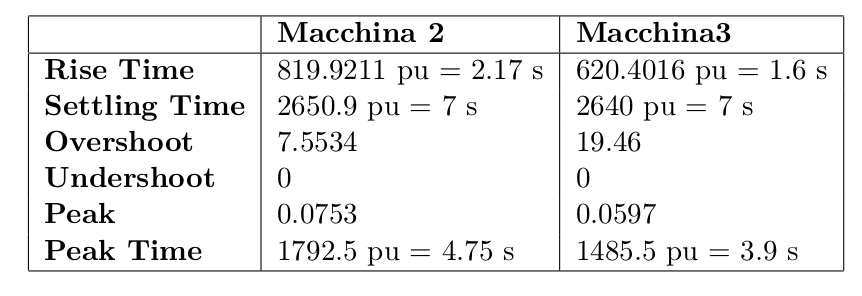 Macchina 2 Macchina3
Rise Time 819.9211 pu = 2.17 s 620.4016 pu = 1.6 s
Settling Time 2650.9 pu = 7 s 2640 pu = 7 s
Overshoot 7.5534 19.46
Undershoot 0 0
Peak 0.0753 0.0597
Peak Time 1792.5 pu = 4.75 s 1485.5 pu = 3.9 s